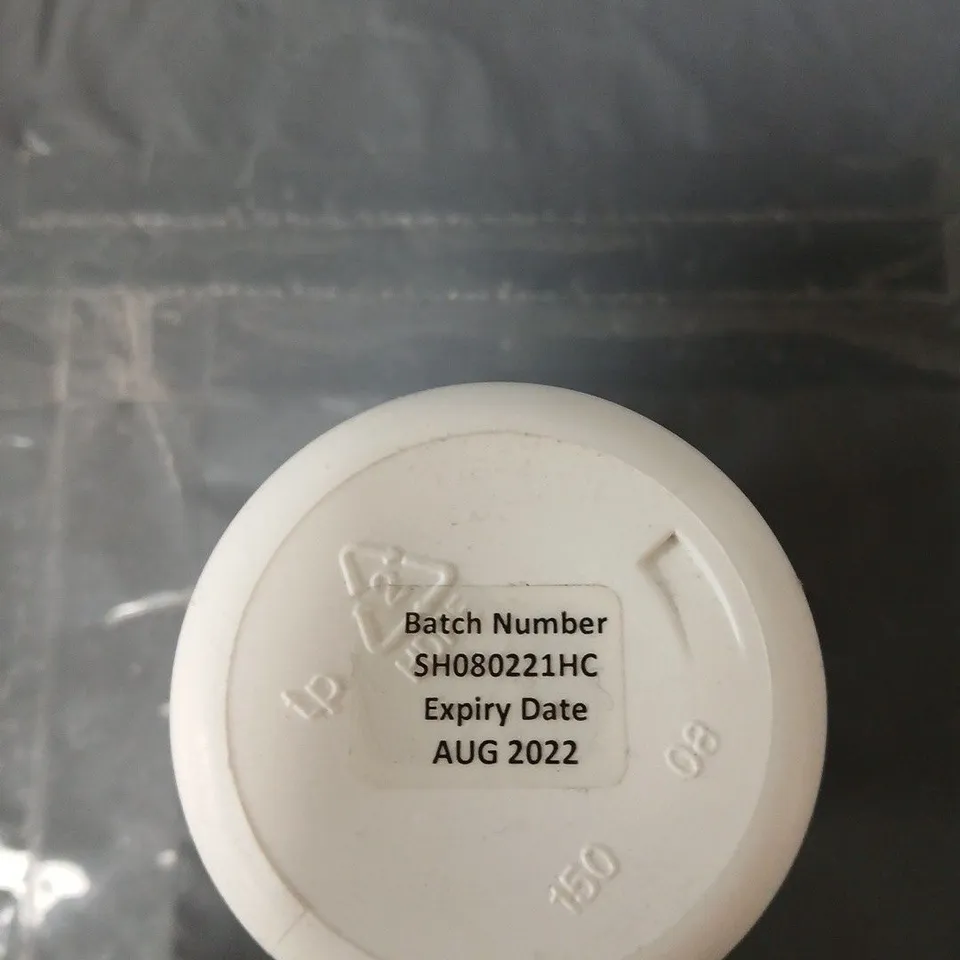 Batch Number
SH080221HC
Expiry Date
AUG 2022
tp
08
150